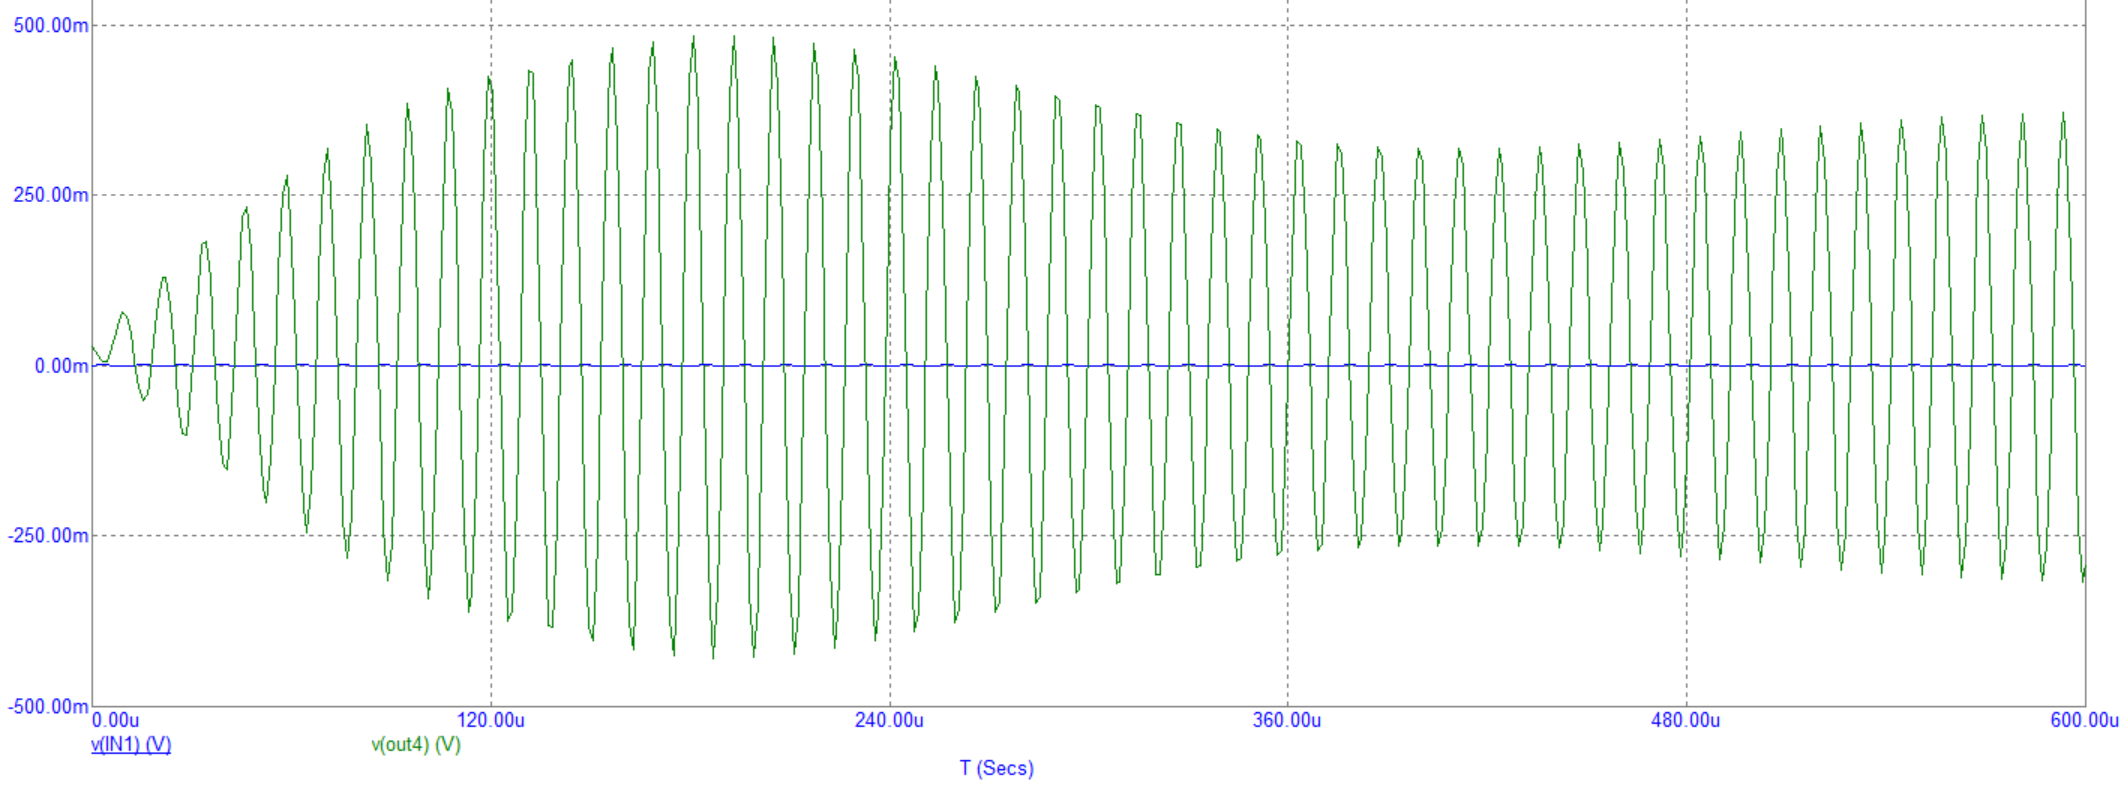 500.00m
250.00m
0.00m
-250.00m
-500.00m
0.00u 120.00u 240.00u 360.00u 480.00u 600.00u
v(IN1) (V) v(out4) (V)
T (Secs)